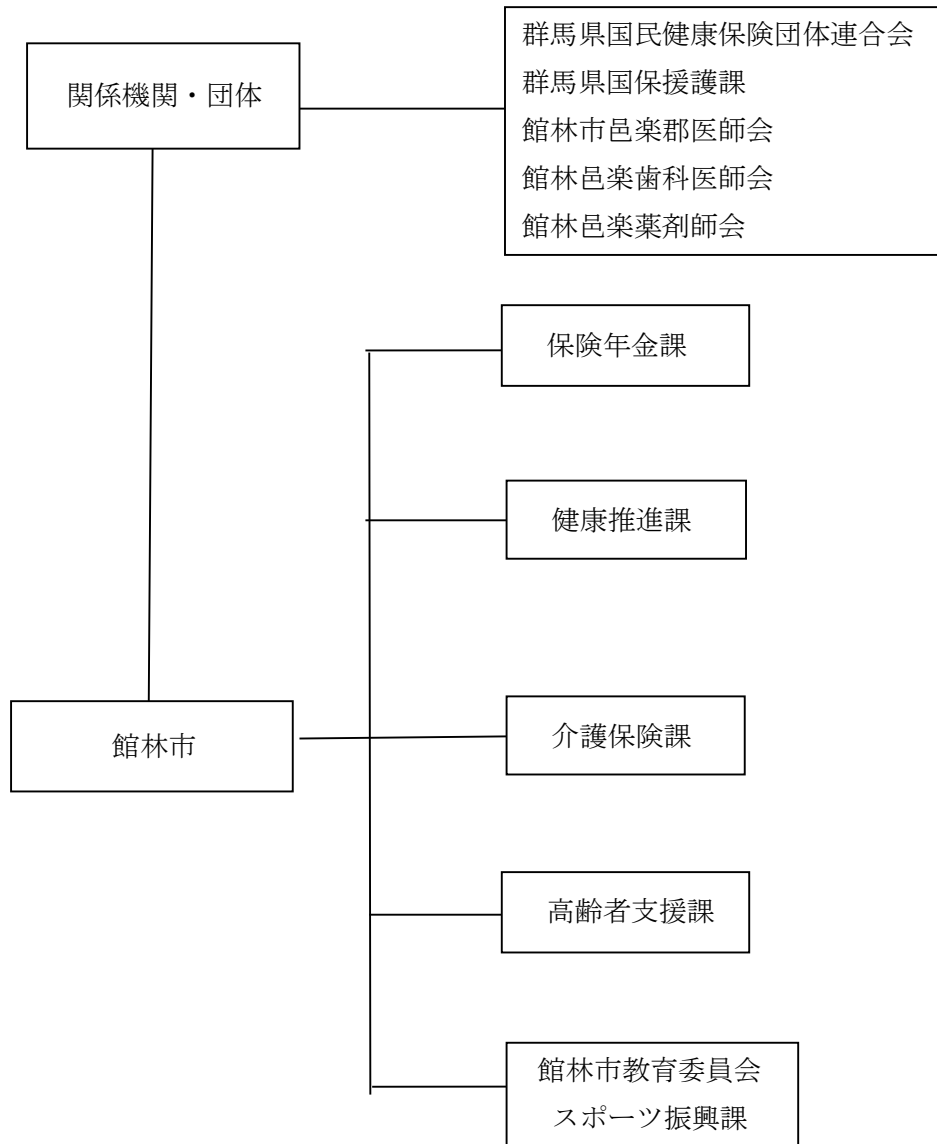 関係機関・団体
群馬県国民健康保険団体連合会
群馬県国保援護課
館林市邑楽郡医師会
館林邑楽歯科医師会
館林邑楽薬剤師会
保険年金課
健康推進課
館林市
介護保険課
高齢者支援課
館林市教育委員会
スポーツ振興課